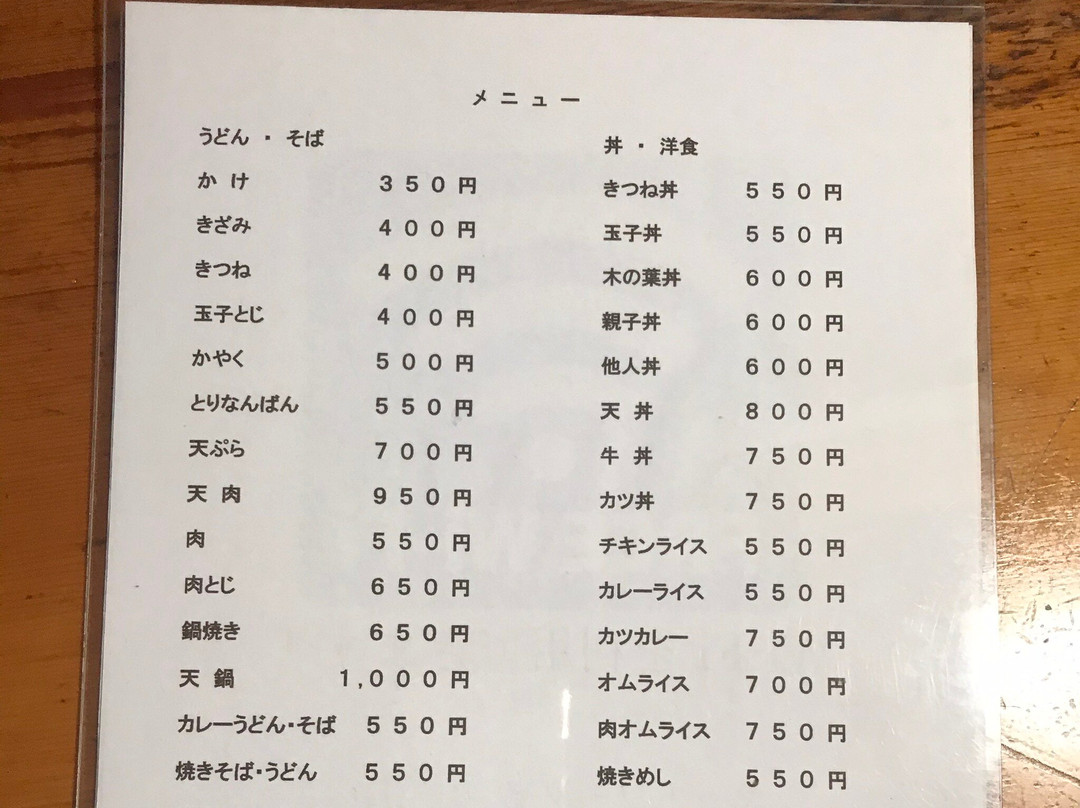 メニュー
うどん ・ そば
かけ ３５０円
きざみ ４００円
きつね ４００円
玉子とじ ４００円
かやく ５００円
とりなんばん ５５０円
天ぷら ７００円
天 肉 ９５０円
肉 ５５０円
肉とじ ６５０円
鍋焼き ６５０円
天 鍋 １,０００円
カレーうどん・そば ５５０円
焼きそば・うどん ５５０円
丼 ・ 洋食
きつね丼 ５５０円
玉子丼 ５５０円
木の葉丼 ６００円
親子丼 ６００円
他人丼 ６００円
天 丼 ８００円
牛 丼 ７５０円
カツ丼 ７５０円
チキンライス ５５０円
カレーライス ５５０円
カツカレー ７５０円
オムライス ７００円
肉オムライス ７５０円
焼きめし ５５０円